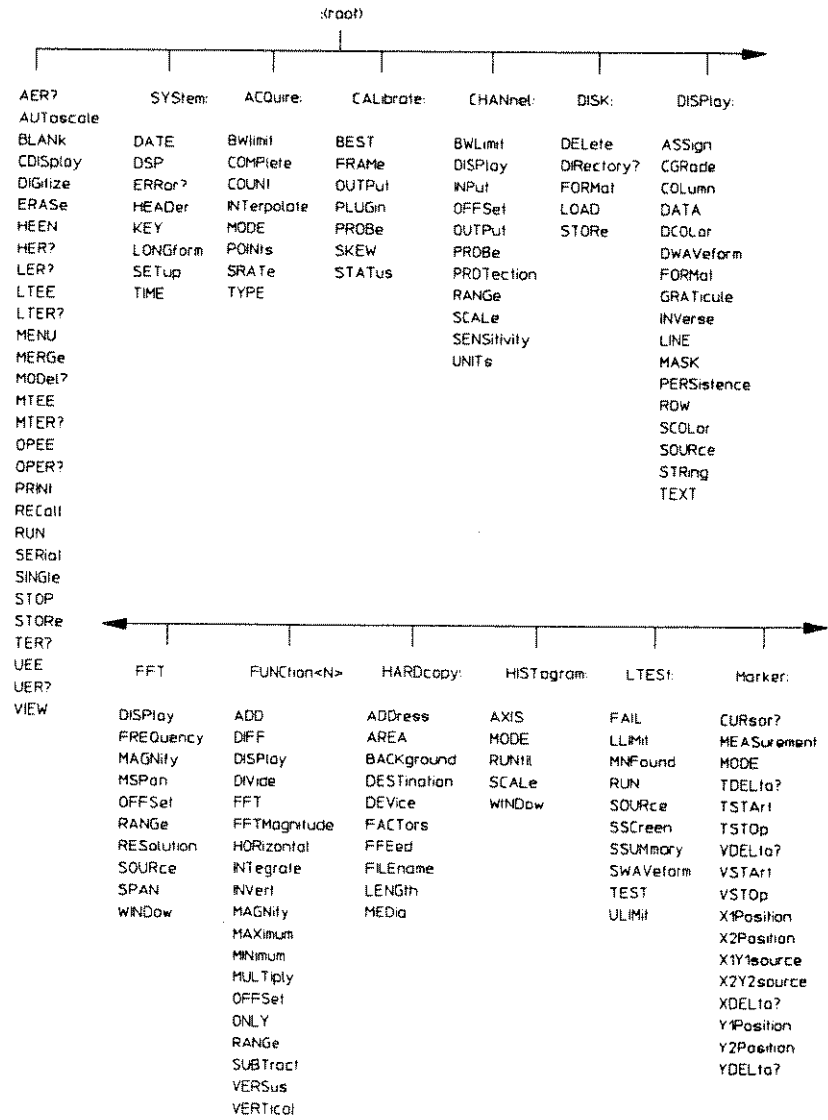 :(root)
AER?
AUToscale
BLANk
CDISplay
DIGitize
ERASe
HEEN
HER?
LER?
LTEE
LTER?
MENU
MERGe
MODel?
MTEE
MTER?
OPEE
OPER?
PRINt
RECall
RUN
SERial
SINGle
STOP
STORe
TER?
UEE
UER?
VIEW
SYStem:
DATE
DSP
ERRor?
HEADer
KEY
LONGform
SETup
TIME
ACQuire:
BWlimit
COMPlete
COUNt
INTerpolate
MODE
POINts
SRATe
TYPE
CALibrate:
BEST
FRAMe
OUTPut
PLUGin
PROBe
SKEW
STATus
CHANnel:
BWLimit
DISPlay
INPut
OFFSet
OUTPut
PROBe
PROTection
RANGe
SCALe
SENSitivity
UNITs
DISK:
DELete
DIRectory?
FORMat
LOAD
STORe
DISPlay:
ASSign
CGRade
COLumn
DATA
DCOLor
DWAVeform
FORMat
GRATicule
INVerse
LINE
MASK
PERSistence
ROW
SCOLor
SOURce
STRing
TEXT
FFT
DISPlay
FREQuency
MAGNify
MSPan
OFFSet
RANGe
RESolution
SOURce
SPAN
WINDow
FUNCtion<N>
ADD
DIFF
DISPlay
DIVide
FFT
FFTMagnitude
HORizontal
INTegrate
INVert
MAGNify
MAXimum
MINimum
MULTiply
OFFSet
ONLY
RANGe
SUBTract
VERSus
VERTical
HARDcopy:
ADDress
AREA
BACKground
DESTination
DEVice
FACTors
FFEed
FILEname
LENGth
MEDia
HISTogram:
AXIS
MODE
RUNTil
SCALe
WINDow
LTESt:
FAIL
LLIMit
MNFound
RUN
SOURce
SSCreen
SSUMmary
SWAVeform
TEST
ULIMit
Marker:
CURsor?
MEASurement
MODE
TDELta?
TSTArt
TSTOp
VDELta?
VSTArt
VSTOp
X1Position
X2Position
X1Y1source
X2Y2source
XDELta?
Y1Position
Y2Position
YDELta?